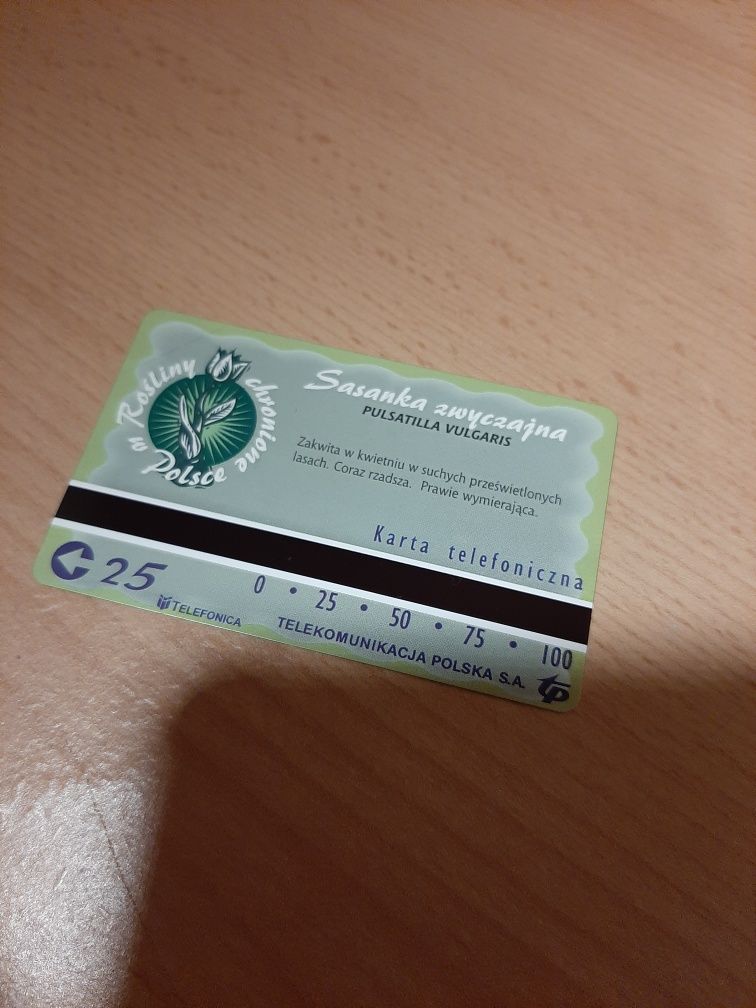 Rośliny chronione
w Polsce
Sasanka zwyczajna
PULSATILLA VULGARIS
Zakwita w kwietniu w suchych prześwietlonych
lasach. Coraz rzadsza. Prawie wymierająca.
Karta telefoniczna
25
0 • 25 • 50 • 75 • 100
TELEFONICA
TELEKOMUNIKACJA POLSKA S.A.
tp